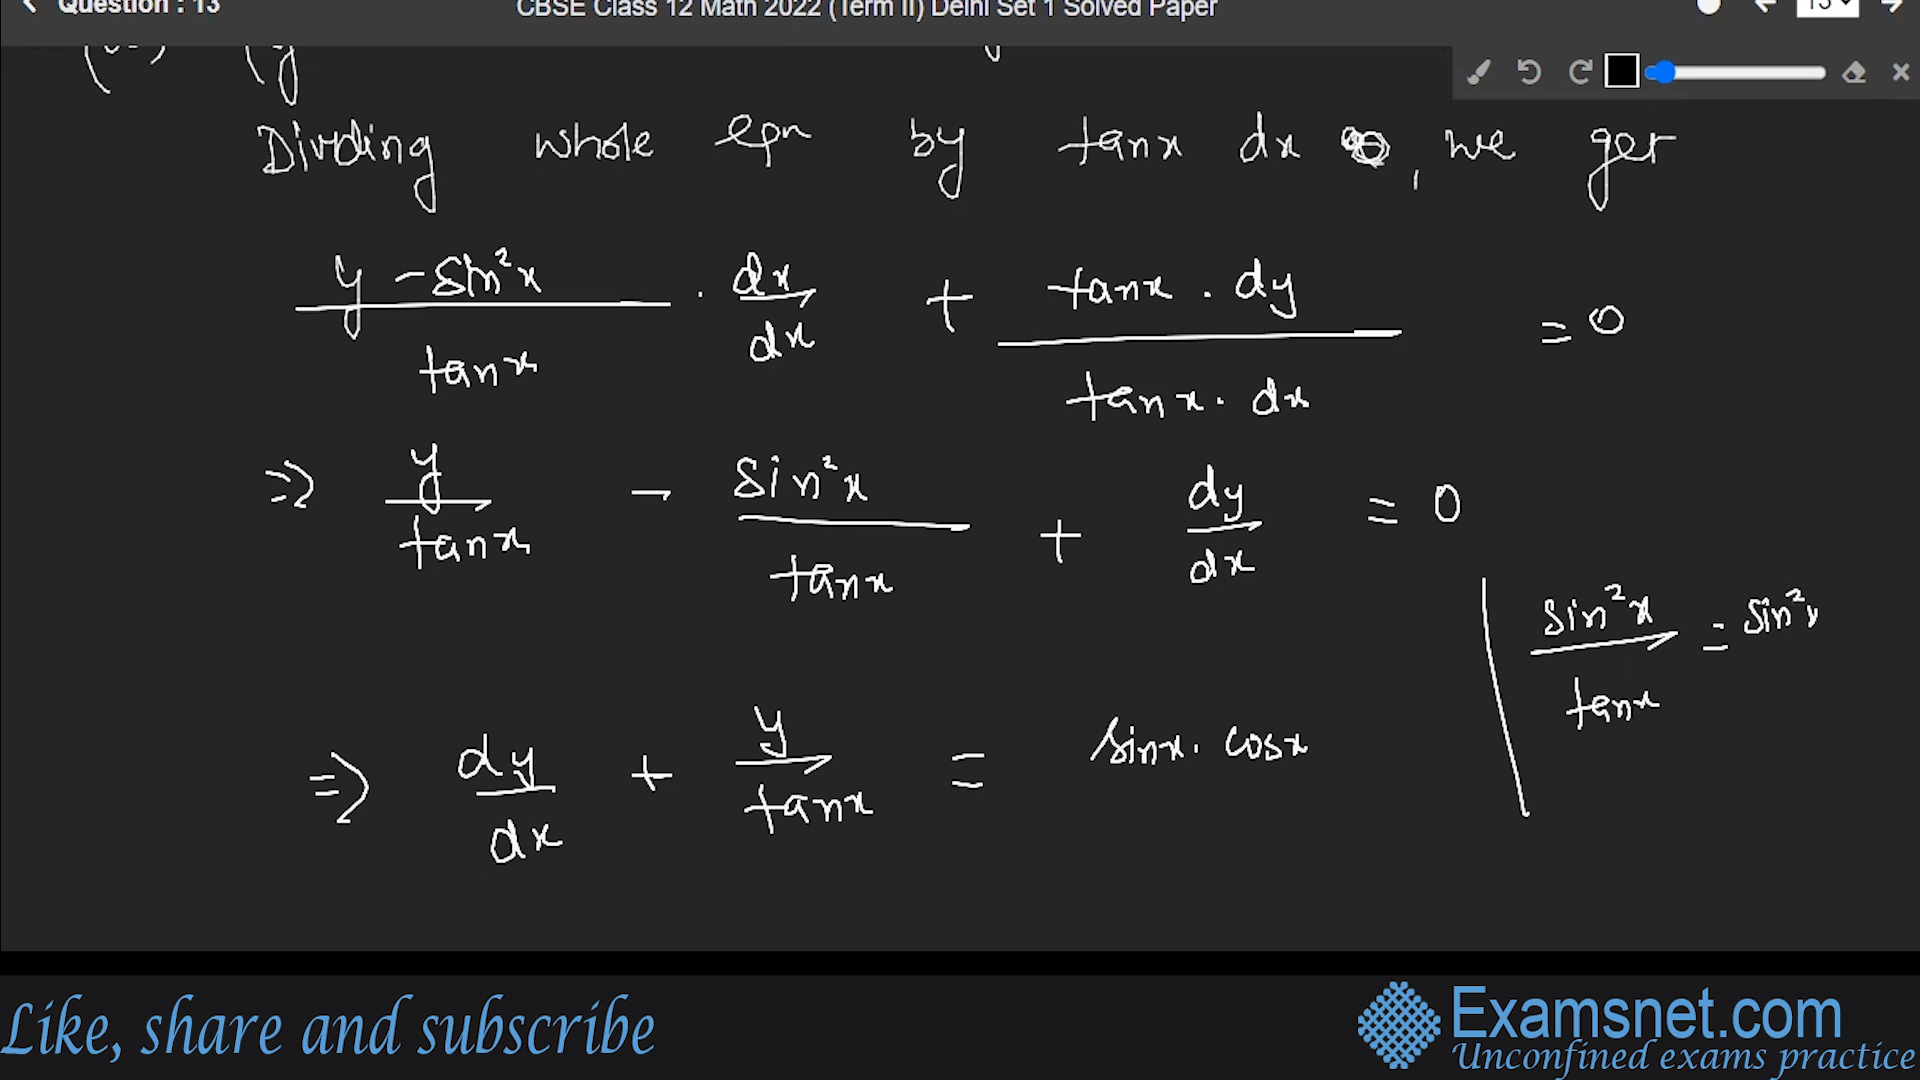 Question : 13 CBSE Class 12 Math 2022 (Term II) Delhi Set 1 Solved Paper 13
Dividing whole eqn by tanx dx , we get
y - sin²x / tanx . dx/dx + tanx . dy / tanx . dx = 0
⇒ y/tanx - sin²x/tanx + dy/dx = 0
sin²x/tanx = sin²x
⇒ dy/dx + y/tanx = sinx . cosx
Like, share and subscribe
Examsnet.com
Unconfined exams practice